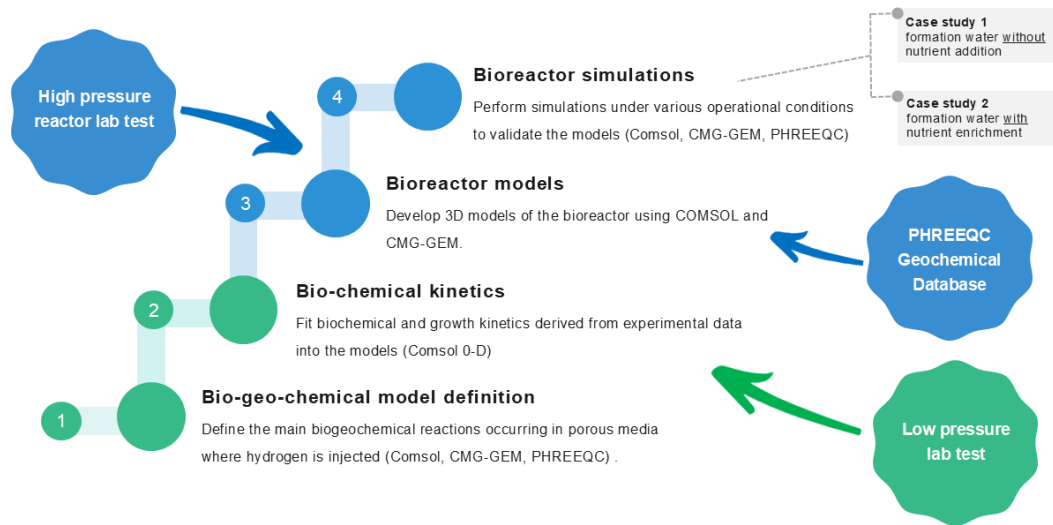 Case study 1
formation water without
nutrient addition
Case study 2
formation water with
nutrient enrichment
High pressure
reactor lab test
4
Bioreactor simulations
Perform simulations under various operational conditions
to validate the models (Comsol, CMG-GEM, PHREEQC)
3
Bioreactor models
Develop 3D models of the bioreactor using COMSOL and
CMG-GEM.
PHREEQC
Geochemical
Database
2
Bio-chemical kinetics
Fit biochemical and growth kinetics derived from experimental data
into the models (Comsol 0-D)
1
Bio-geo-chemical model definition
Define the main biogeochemical reactions occurring in porous media
where hydrogen is injected (Comsol, CMG-GEM, PHREEQC) .
Low pressure
lab test